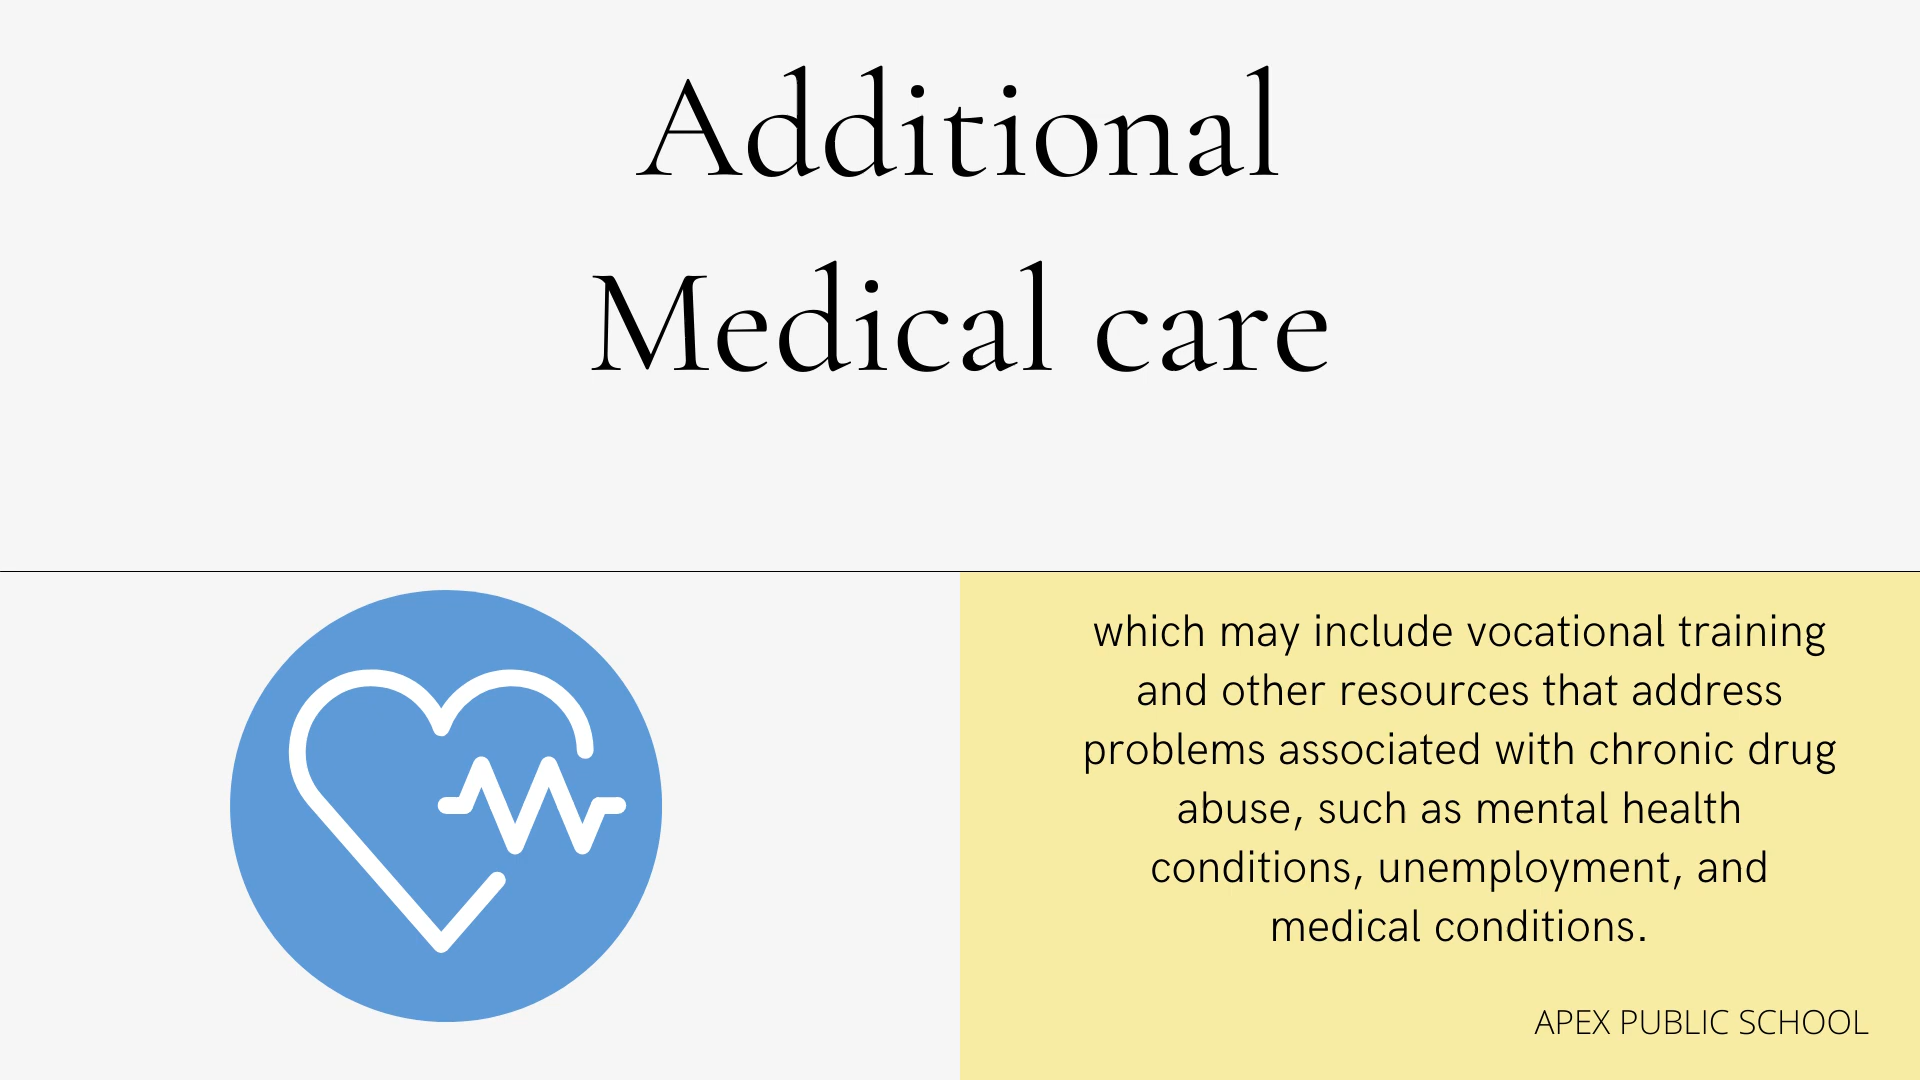 Additional
Medical care
which may include vocational training
and other resources that address
problems associated with chronic drug
abuse, such as mental health
conditions, unemployment, and
medical conditions.
APEX PUBLIC SCHOOL